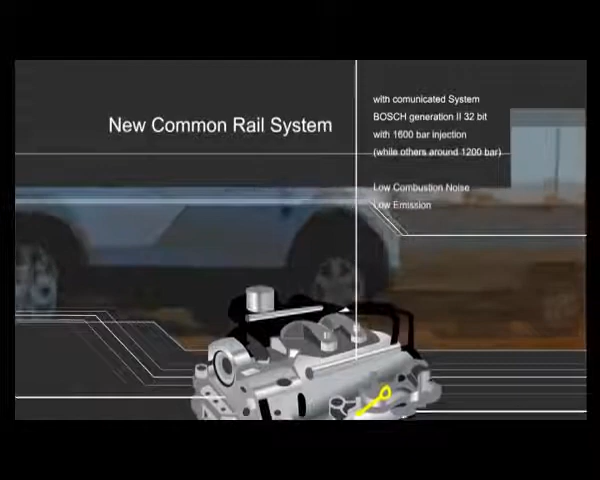 New Common Rail System
with comunicated System
BOSCH generation II 32 bit
with 1600 bar injection
(while others around 1200 bar)
Low Combustion Noise
Low Emission